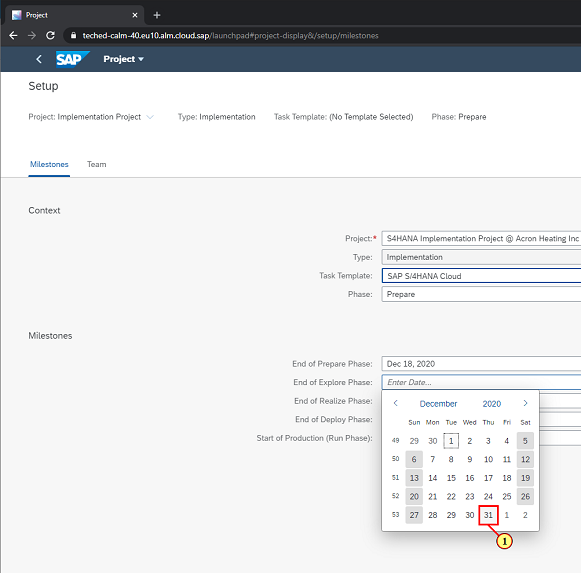 Project
teched-calm-40.eu10.alm.cloud.sap/launchpad#project-display&/setup/milestones
SAP Project
Setup
Project: Implementation Project Type: Implementation Task Template: (No Template Selected) Phase: Prepare
Milestones Team
Context
Project:* S4HANA Implementation Project @ Acron Heating Inc
Type: Implementation
Task Template: SAP S/4HANA Cloud
Phase: Prepare
Milestones
End of Prepare Phase: Dec 18, 2020
End of Explore Phase: Enter Date...
End of Realize Phase:
End of Deploy Phase:
Start of Production (Run Phase):
December 2020
Sun Mon Tue Wed Thu Fri Sat
49 29 30 1 2 3 4 5
50 6 7 8 9 10 11 12
51 13 14 15 16 17 18 19
52 20 21 22 23 24 25 26
53 27 28 29 30 31 1 2
1